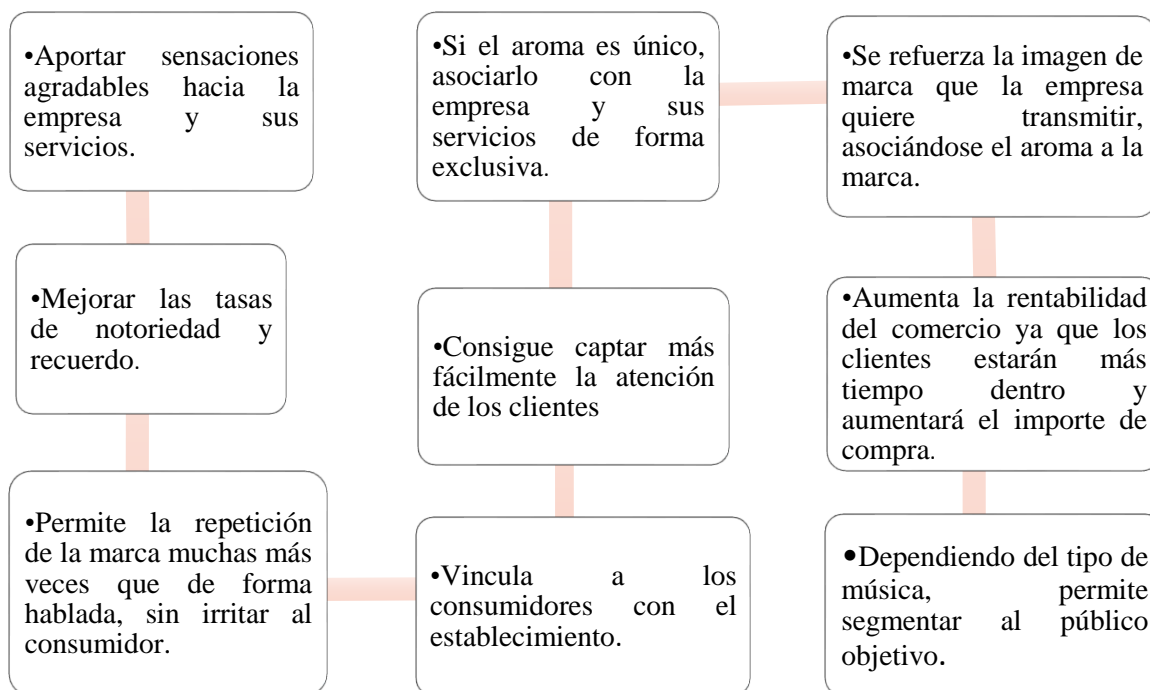 •Aportar sensaciones
agradables hacia la
empresa y sus
servicios.
•Mejorar las tasas
de notoriedad y
recuerdo.
•Permite la repetición
de la marca muchas más
veces que de forma
hablada, sin irritar al
consumidor.
•Vincula a los
consumidores con el
establecimiento.
•Consigue captar más
fácilmente la atención
de los clientes
•Si el aroma es único,
asociarlo con la
empresa y sus
servicios de forma
exclusiva.
•Se refuerza la imagen de
marca que la empresa
quiere transmitir,
asociándose el aroma a la
marca.
•Aumenta la rentabilidad
del comercio ya que los
clientes estarán más
tiempo dentro y
aumentará el importe de
compra.
•Dependiendo del tipo de
música, permite
segmentar al público
objetivo.